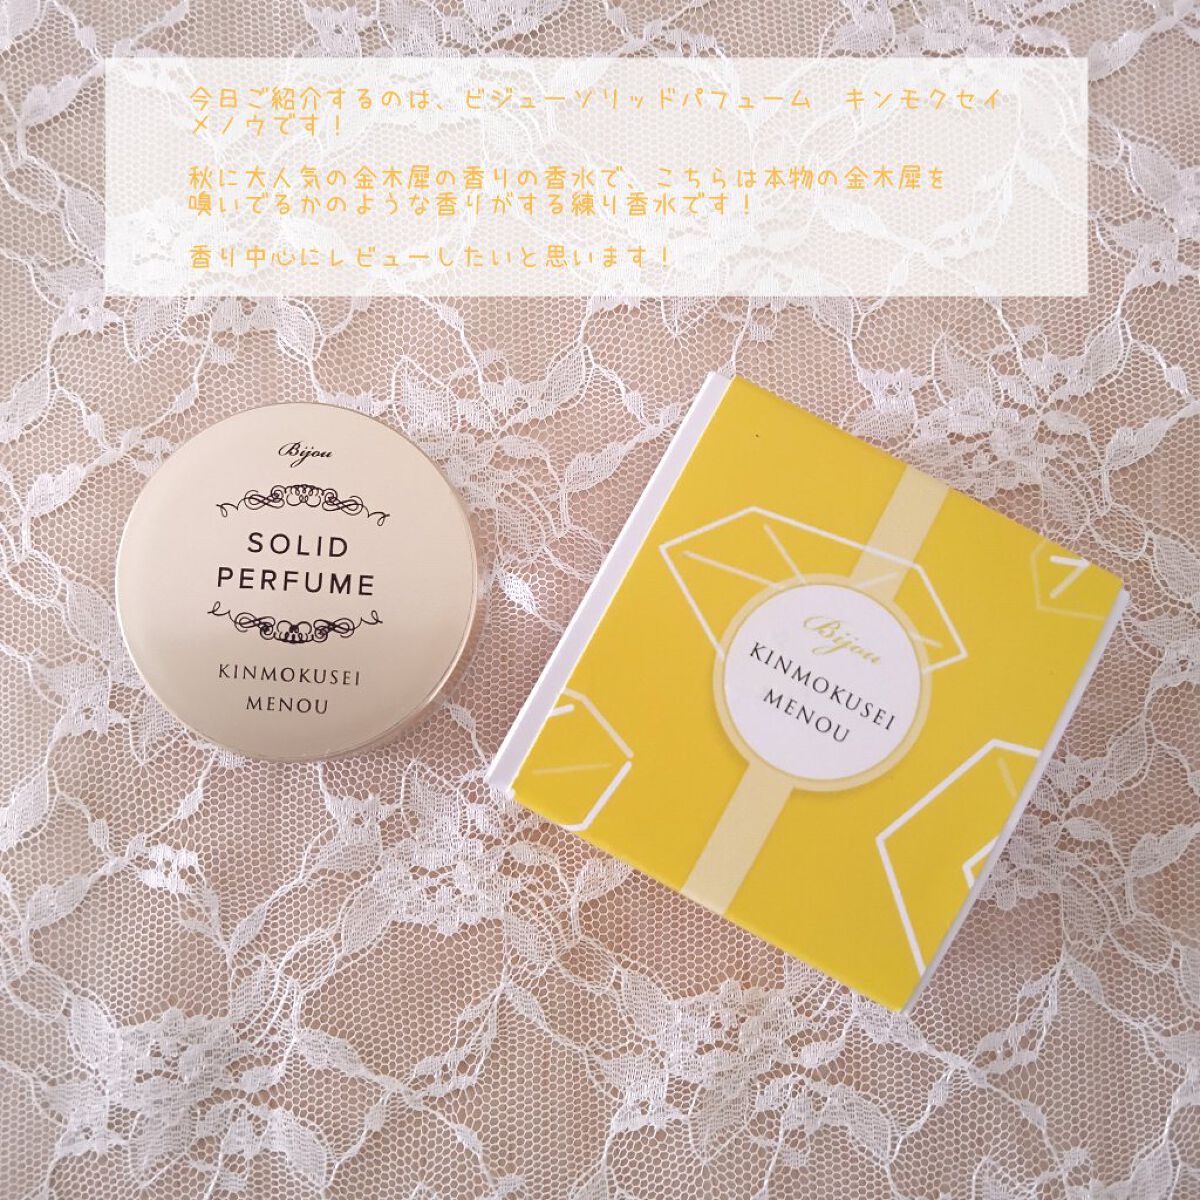 今日ご紹介するのは、ビジューソリッドパフューム　キンモクセイ
メノウです！
秋に大人気の金木犀の香りの香水で、こちらは本物の金木犀を
嗅いでるかのような香りがする練り香水です！
香り中心にレビューしたいと思います！
Bijou
SOLID
PERFUME
KINMOKUSEI
MENOU
Bijou
KINMOKUSEI
MENOU